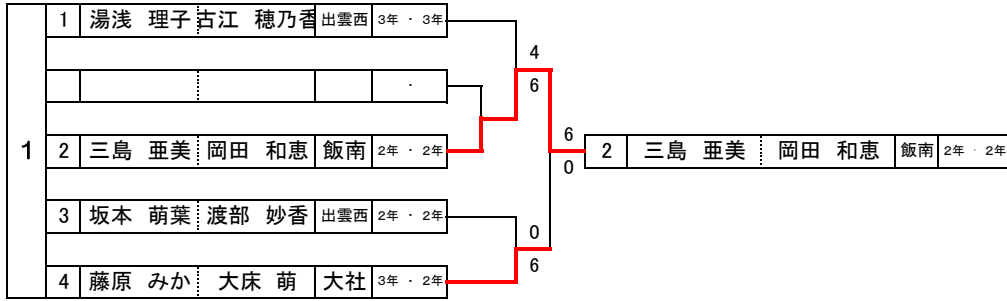 1 湯浅 理子 古江 穂乃香 出雲西 3年 ・ 3年
4
・
6
1
2 三島 亜美 岡田 和恵 飯南 2年 ・ 2年
6
0
2 三島 亜美 岡田 和恵 飯南 2年 ・ 2年
3 坂本 萌葉 渡部 妙香 出雲西 2年 ・ 2年
0
6
4 藤原 みか 大床 萌 大社 3年 ・ 2年